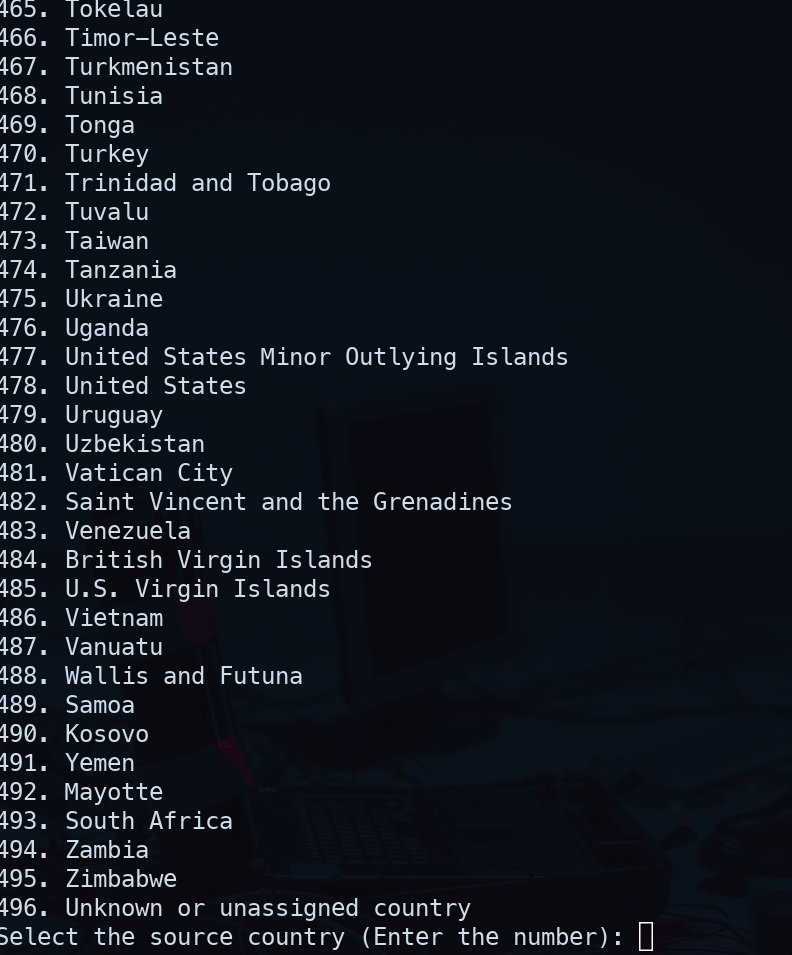 465. Tokelau
466. Timor–Leste
467. Turkmenistan
468. Tunisia
469. Tonga
470. Turkey
471. Trinidad and Tobago
472. Tuvalu
473. Taiwan
474. Tanzania
475. Ukraine
476. Uganda
477. United States Minor Outlying Islands
478. United States
479. Uruguay
480. Uzbekistan
481. Vatican City
482. Saint Vincent and the Grenadines
483. Venezuela
484. British Virgin Islands
485. U.S. Virgin Islands
486. Vietnam
487. Vanuatu
488. Wallis and Futuna
489. Samoa
490. Kosovo
491. Yemen
492. Mayotte
493. South Africa
494. Zambia
495. Zimbabwe
496. Unknown or unassigned country
Select the source country (Enter the number):